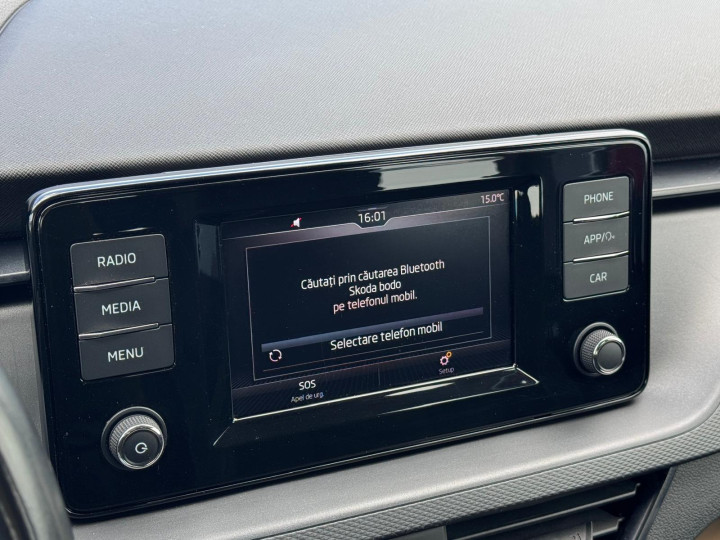 16:01
15.0°C
Căutați prin căutarea Bluetooth
Skoda bodo
pe telefonul mobil.
Selectare telefon mobil
SOS
Apel de urg.
Setup
RADIO
MEDIA
MENU
PHONE
APP/
CAR